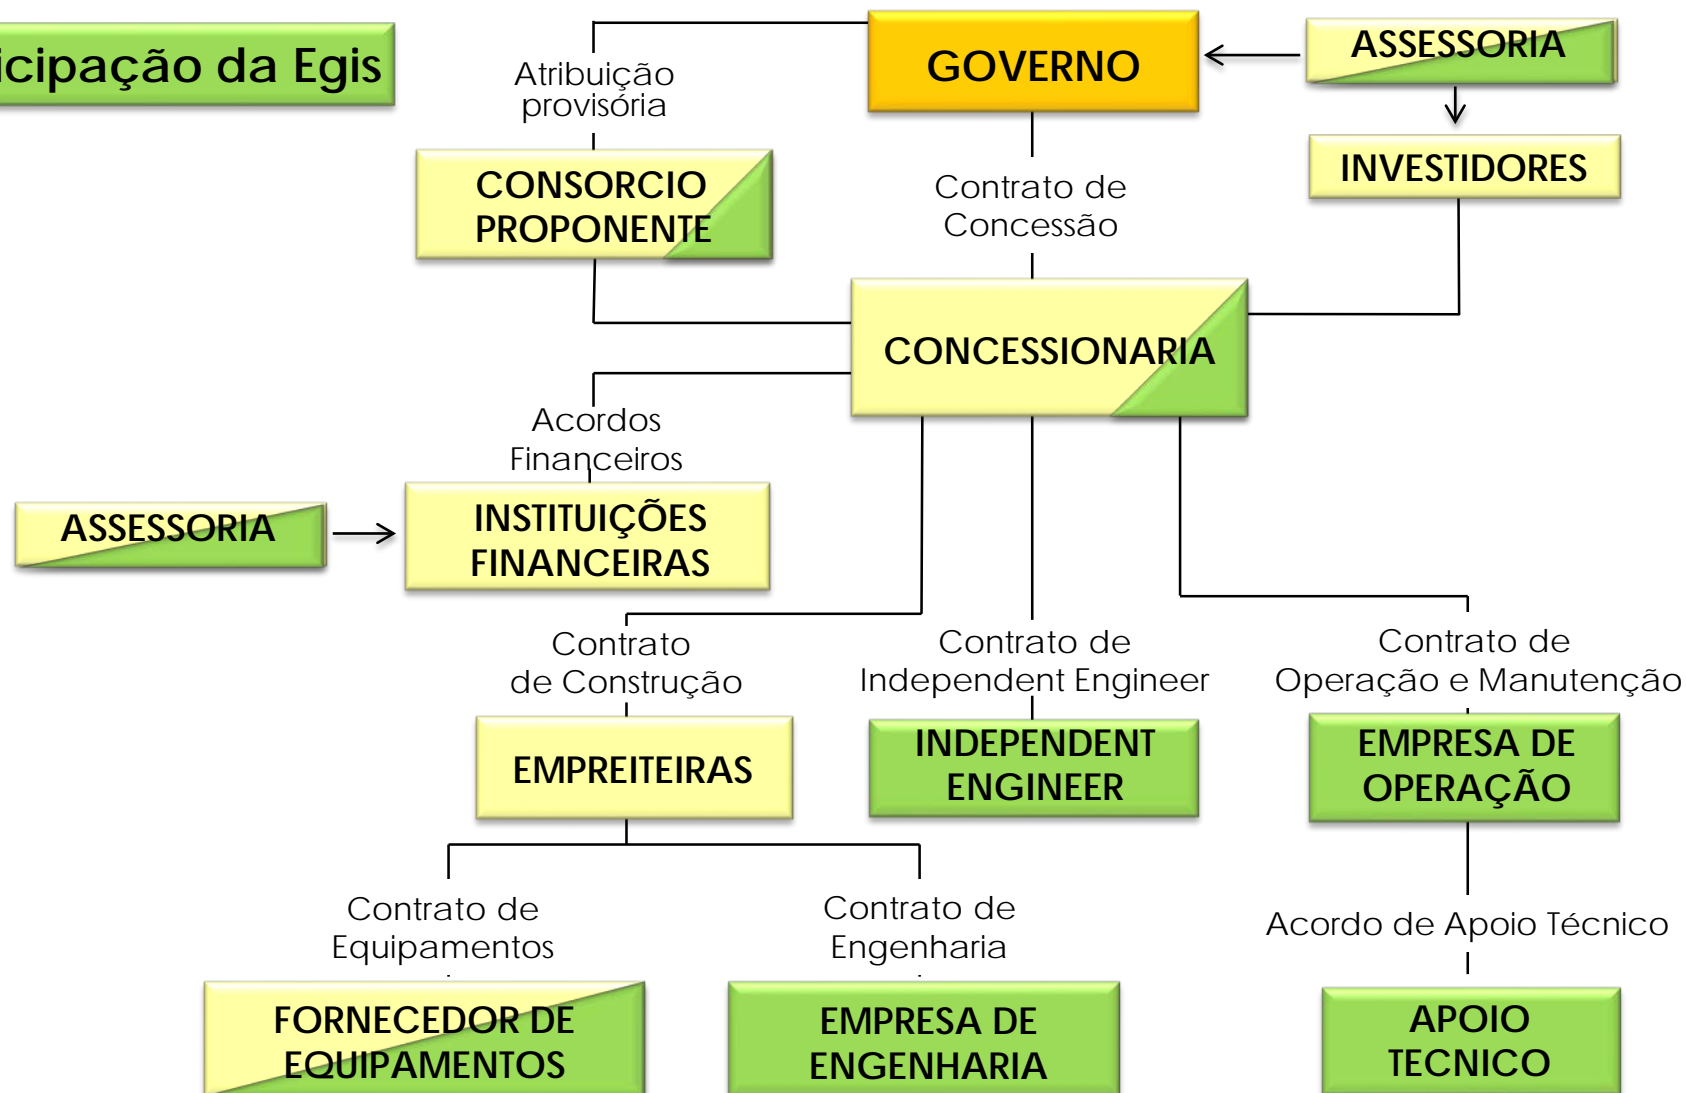 icipação da Egis
GOVERNO
ASSESSORIA
Atribuição
provisória
INVESTIDORES
CONSORCIO
PROPONENTE
Contrato de
Concessão
CONCESSIONARIA
Acordos
Financeiros
ASSESSORIA
INSTITUIÇÕES
FINANCEIRAS
Contrato
de Construção
Contrato de
Independent Engineer
Contrato de
Operação e Manutenção
EMPREITEIRAS
INDEPENDENT
ENGINEER
EMPRESA DE
OPERAÇÃO
Contrato de
Equipamentos
Contrato de
Engenharia
Acordo de Apoio Técnico
FORNECEDOR DE
EQUIPAMENTOS
EMPRESA DE
ENGENHARIA
APOIO
TECNICO